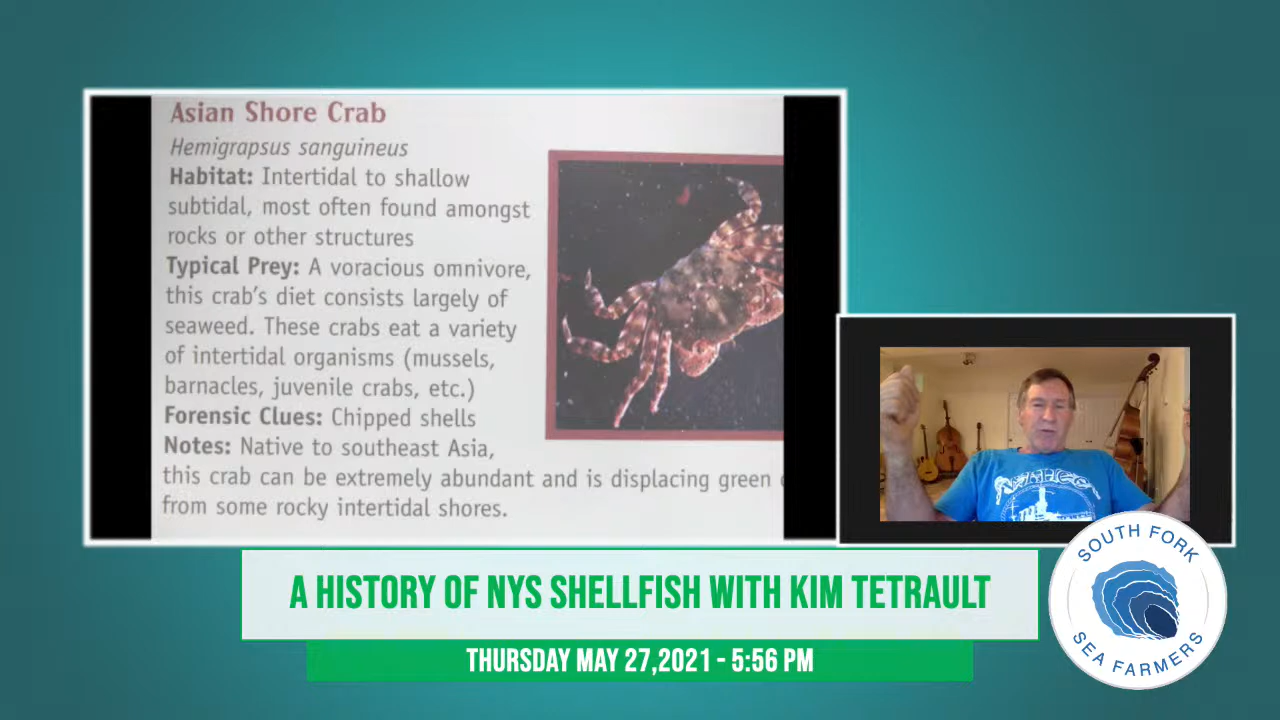 Asian Shore Crab
Hemigrapsus sanguineus
Habitat: Intertidal to shallow
subtidal, most often found amongst
rocks or other structures
Typical Prey: A voracious omnivore,
this crab's diet consists largely of
seaweed. These crabs eat a variety
of intertidal organisms (mussels,
barnacles, juvenile crabs, etc.)
Forensic Clues: Chipped shells
Notes: Native to southeast Asia,
this crab can be extremely abundant and is displacing green
from some rocky intertidal shores.
A HISTORY OF NYS SHELLFISH WITH KIM TETRAULT
THURSDAY MAY 27,2021 - 5:56 PM
SOUTH FORK
SEA FARMERS